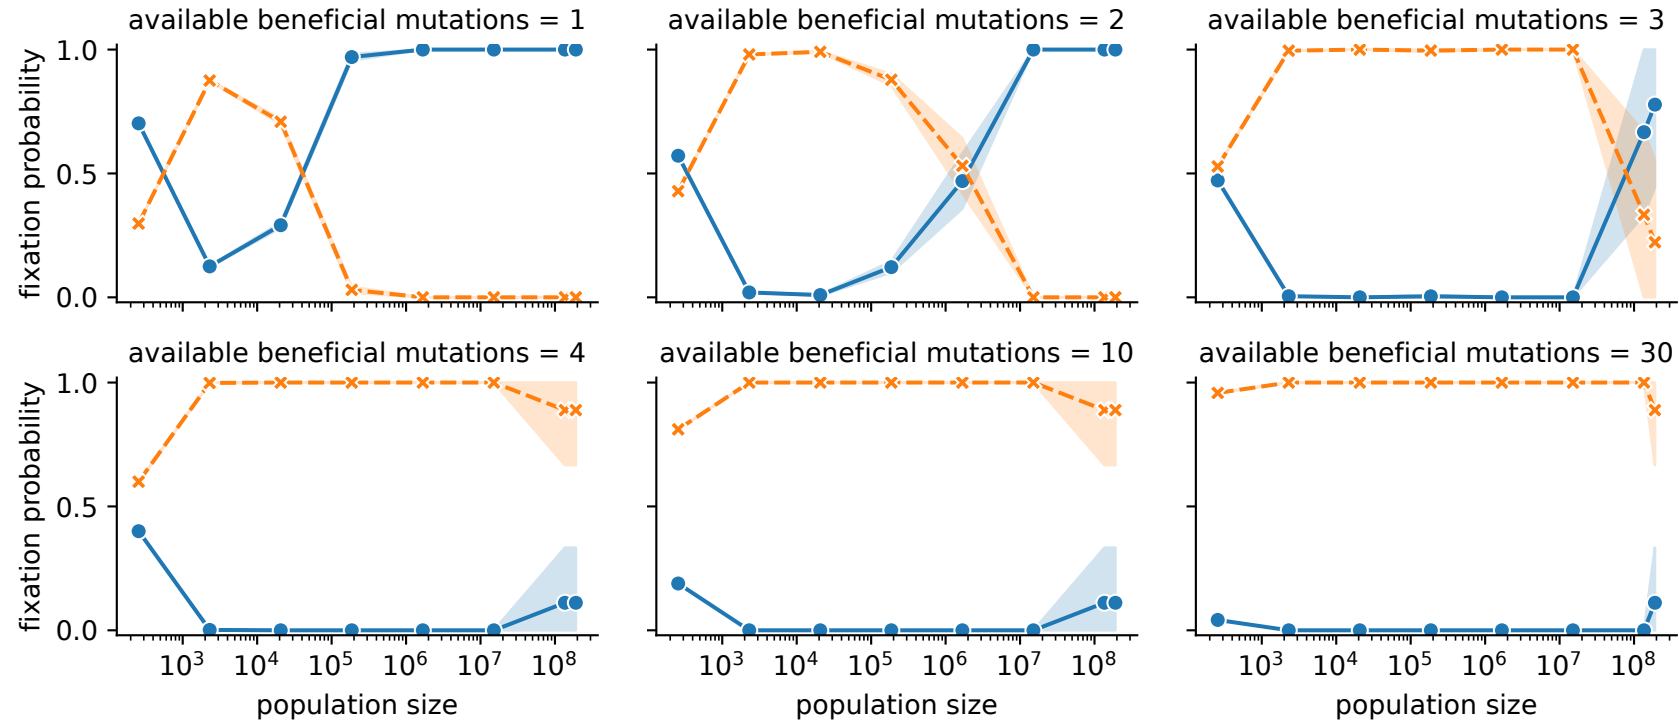 available beneficial mutations = 1
available beneficial mutations = 2
available beneficial mutations = 3
fixation probability
1.0
0.5
0.0
available beneficial mutations = 4
available beneficial mutations = 10
available beneficial mutations = 30
fixation probability
1.0
0.5
0.0
10³ 10⁴ 10⁵ 10⁶ 10⁷ 10⁸
10³ 10⁴ 10⁵ 10⁶ 10⁷ 10⁸
10³ 10⁴ 10⁵ 10⁶ 10⁷ 10⁸
population size
population size
population size